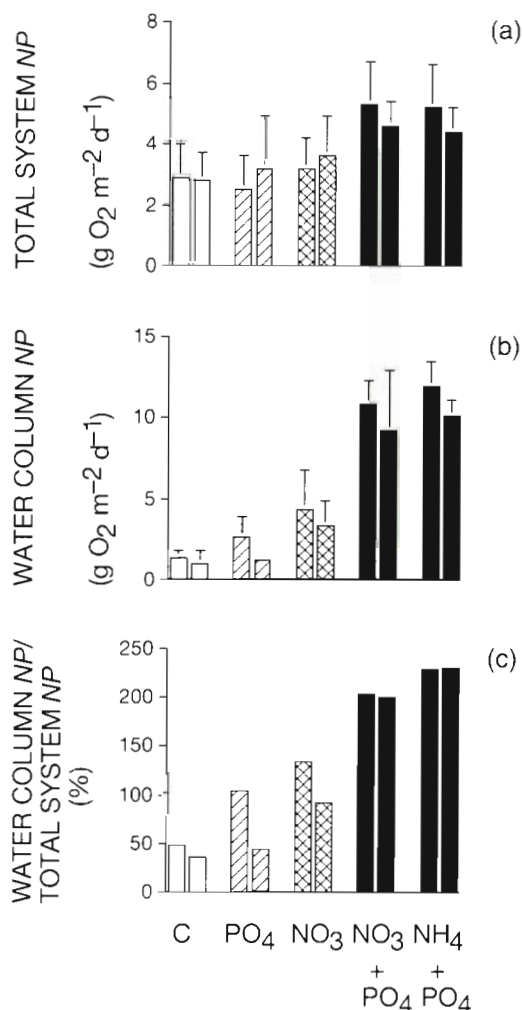 (a)
TOTAL SYSTEM NP
(g O2 m−2 d−1)
8
6
4
2
0
(b)
WATER COLUMN NP
(g O2 m−2 d−1)
15
10
5
0
(c)
WATER COLUMN NP/
TOTAL SYSTEM NP
(%)
250
200
150
100
50
0
C PO4 NO3 NO3 NH4
+ +
PO4 PO4